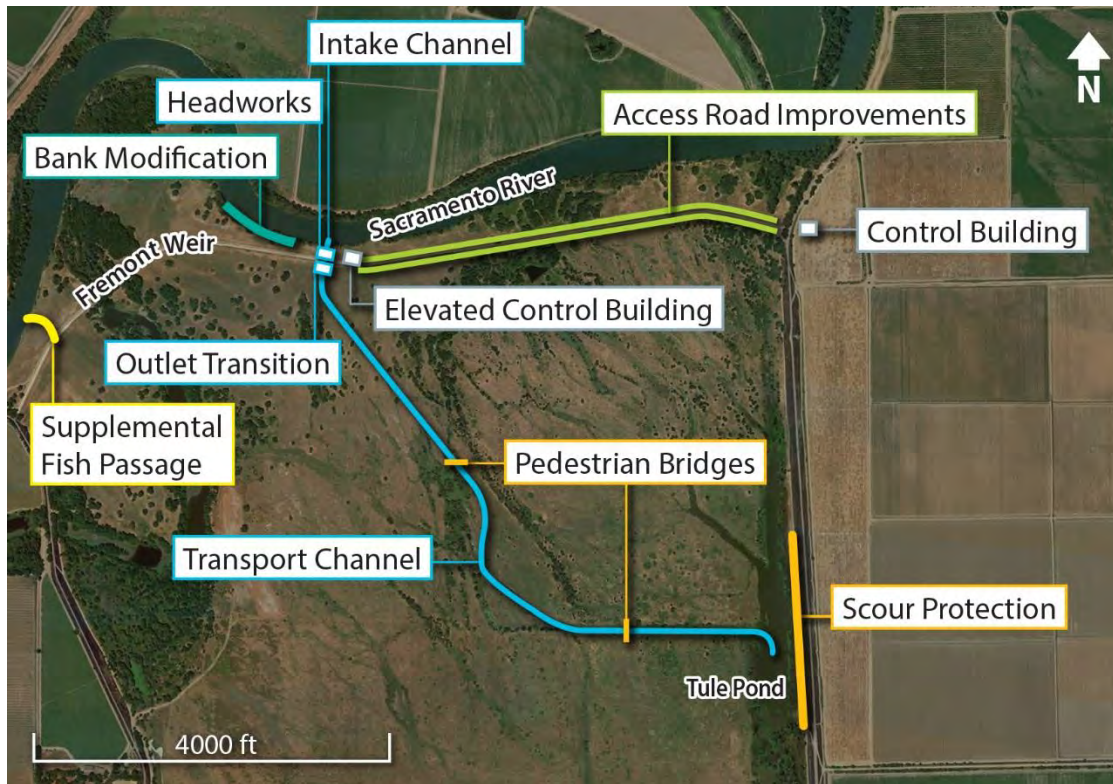 Intake Channel
Headworks
Access Road Improvements
Bank Modification
N
Sacramento River
Control Building
Fremont Weir
Elevated Control Building
Outlet Transition
Supplemental
Fish Passage
Pedestrian Bridges
Transport Channel
Scour Protection
Tule Pond
4000 ft